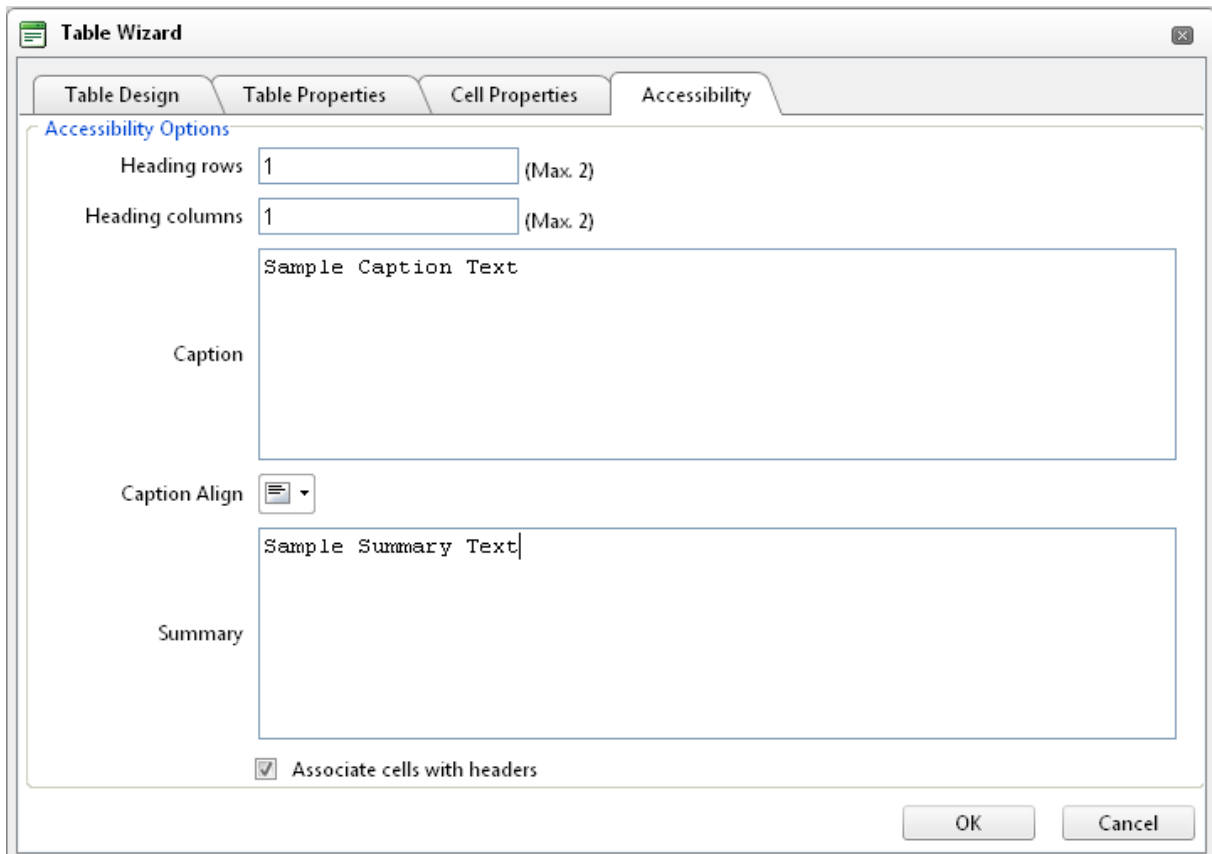 Table Wizard
Table Design Table Properties Cell Properties Accessibility
Accessibility Options
Heading rows 1 (Max. 2)
Heading columns 1 (Max. 2)
Sample Caption Text
Caption
Caption Align
Sample Summary Text
Summary
Associate cells with headers
OK Cancel